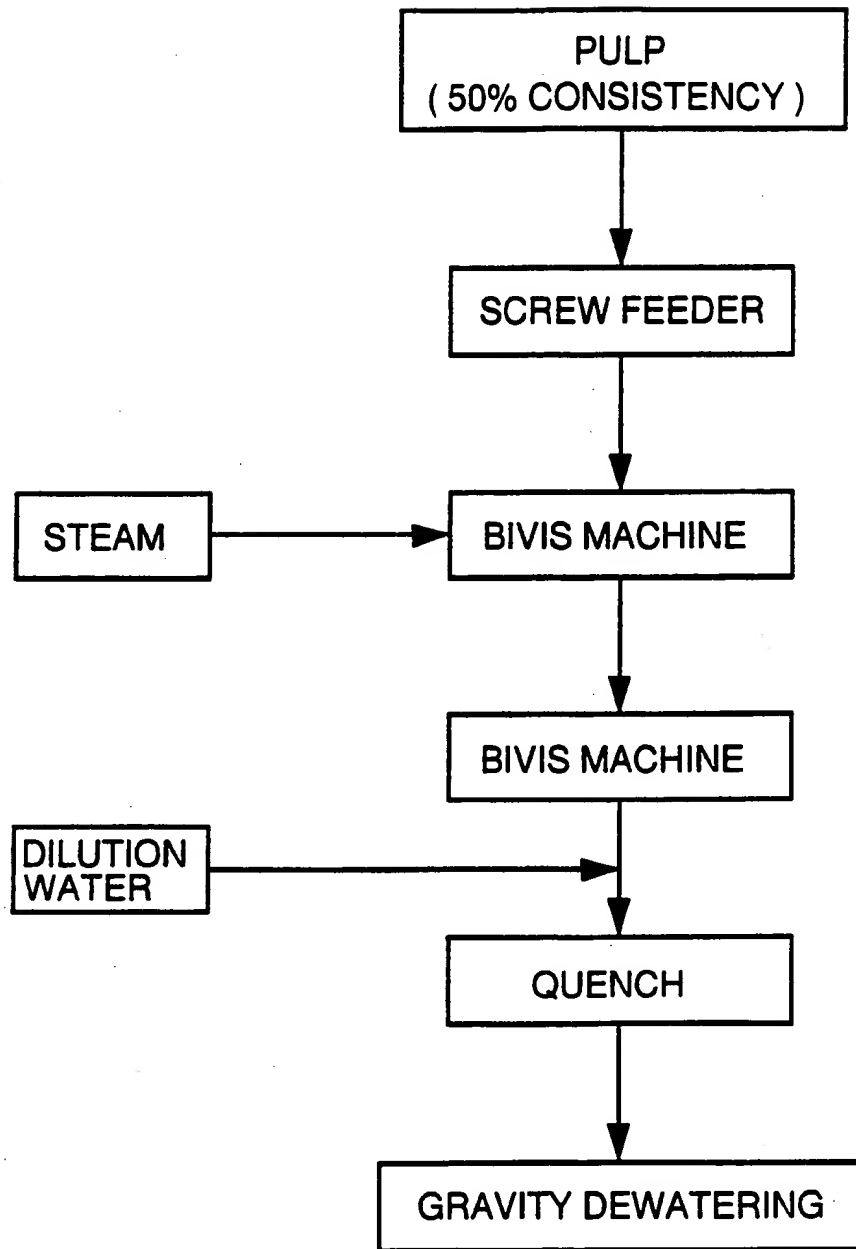 PULP
( 50% CONSISTENCY )
SCREW FEEDER
STEAM
BIVIS MACHINE
BIVIS MACHINE
DILUTION
WATER
QUENCH
GRAVITY DEWATERING